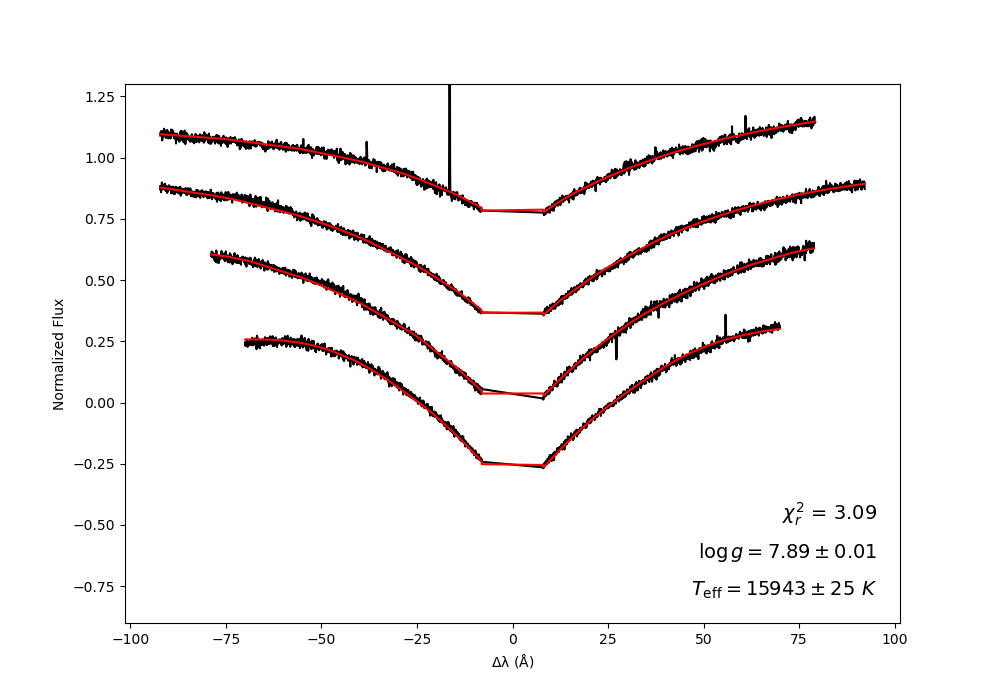 1.25
1.00
0.75
0.50
0.25
0.00
−0.25
−0.50
−0.75
Normalized Flux
χ²ᵣ = 3.09
log g = 7.89 ± 0.01
T_eff = 15943 ± 25 K
−100 −75 −50 −25 0 25 50 75 100
Δλ (Å)